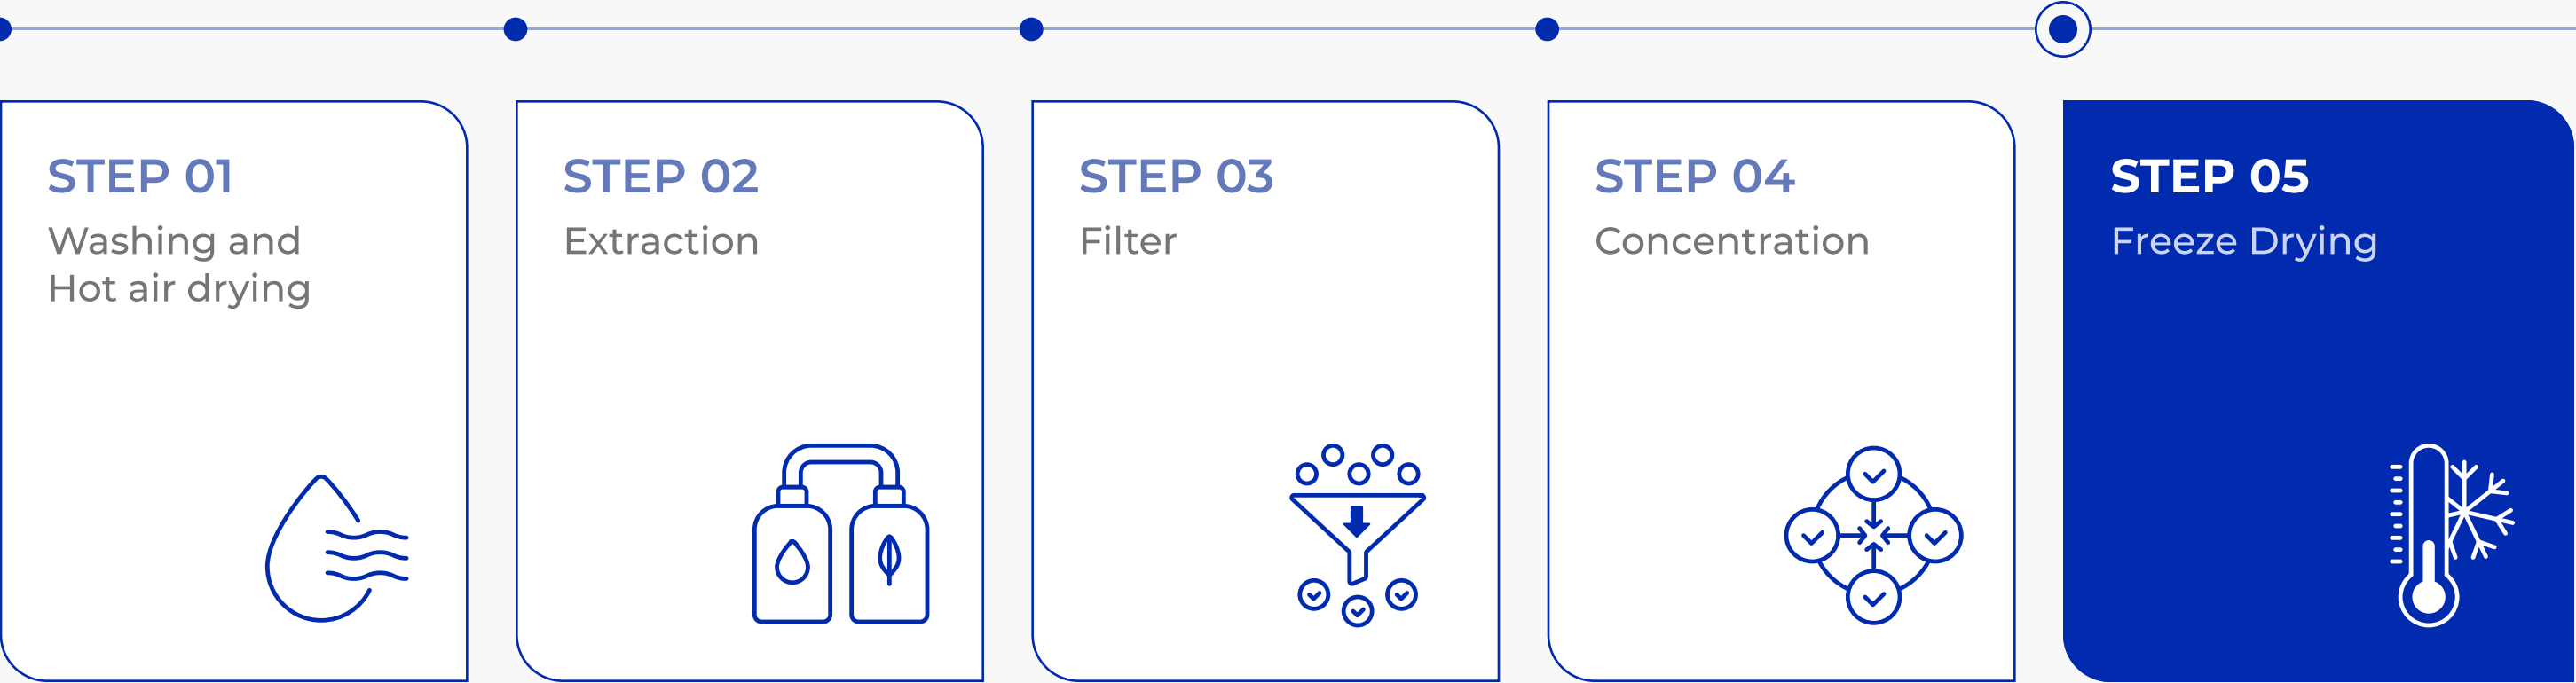 STEP 01
Washing and
Hot air drying
STEP 02
Extraction
STEP 03
Filter
STEP 04
Concentration
STEP 05
Freeze Drying